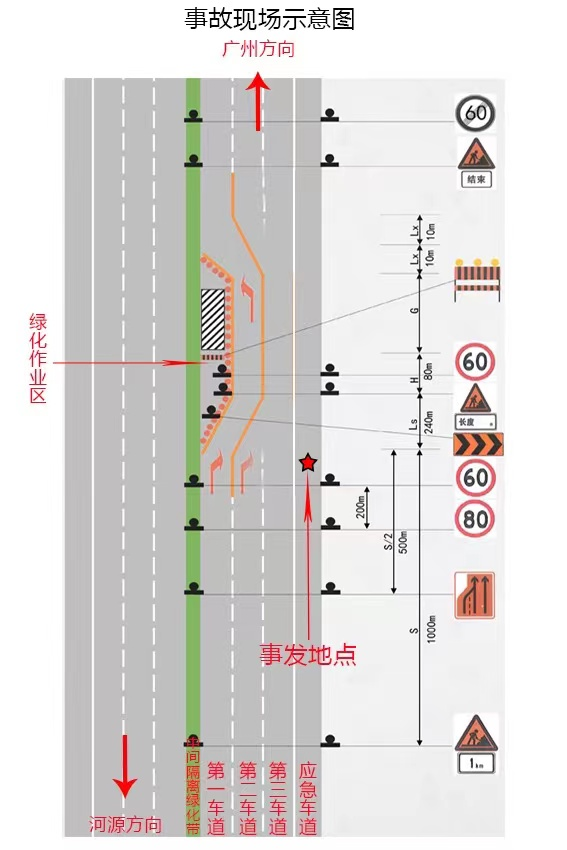 事故现场示意图
广州方向
60
结束
Lx
10m
Lx
10m
G
绿化作业区
H
80m
60
Ls
240m
长度
60
200m
80
S/2
500m
S
1000m
事发地点
1km
中间隔离绿化带
第一车道
第二车道
第三车道
应急车道
河源方向